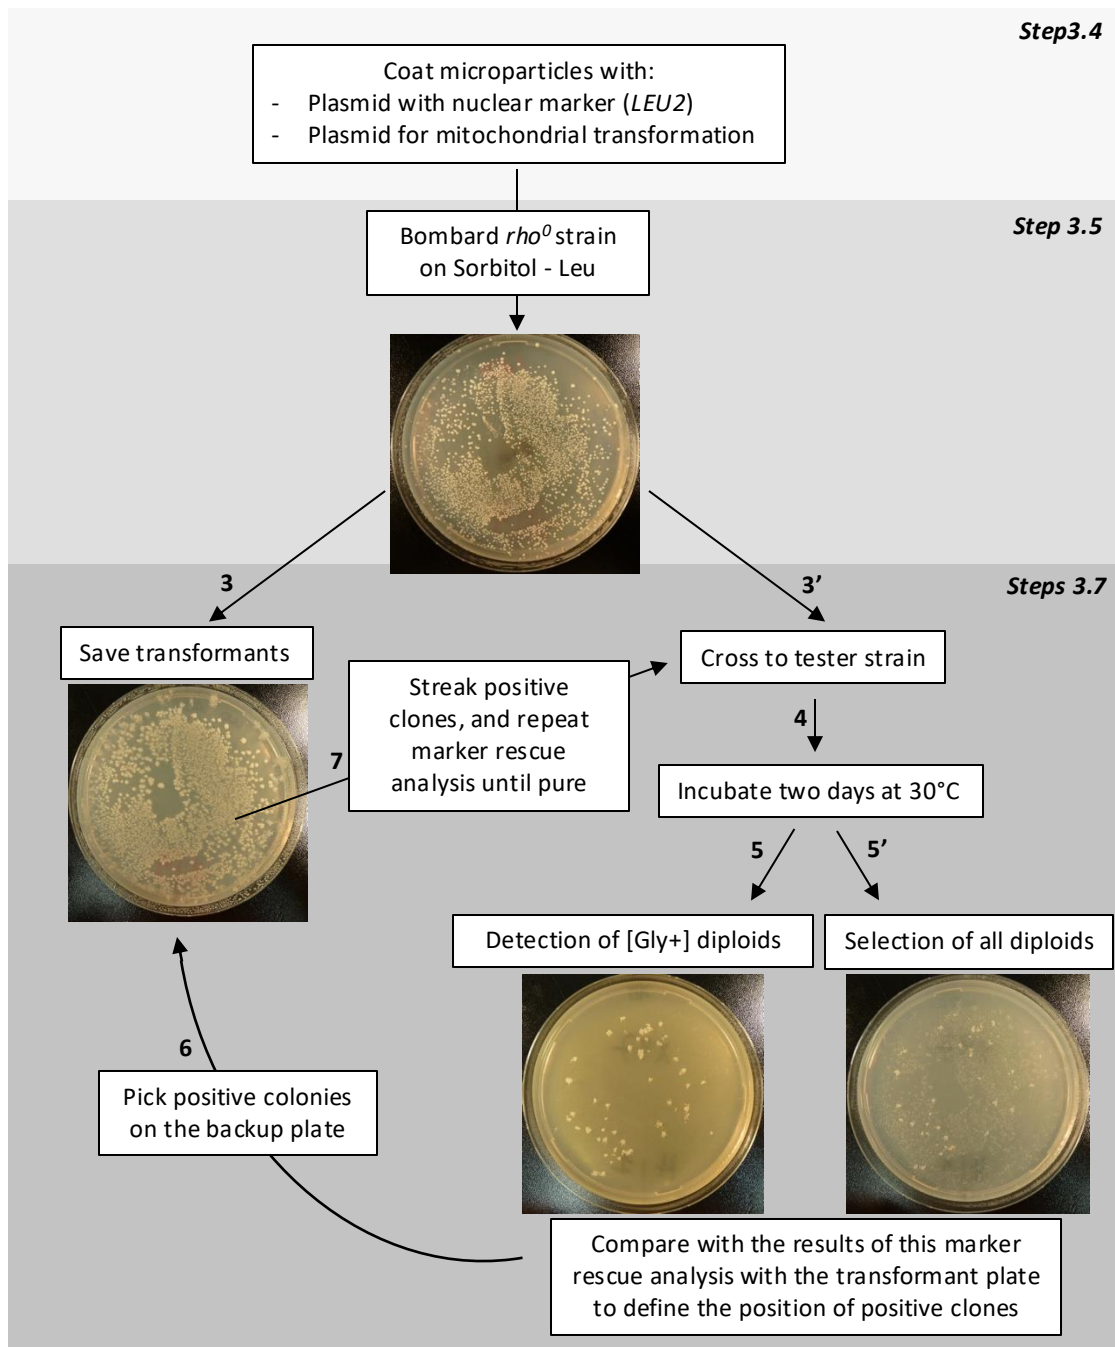 Step3.4
Coat microparticles with:
- Plasmid with nuclear marker (LEU2)
- Plasmid for mitochondrial transformation
Step 3.5
Bombard rho⁰ strain
on Sorbitol - Leu
Steps 3.7
3
3’
Save transformants
Cross to tester strain
Streak positive
clones, and repeat
marker rescue
analysis until pure
7
4
Incubate two days at 30°C
5
5’
Detection of [Gly+] diploids
Selection of all diploids
6
Pick positive colonies
on the backup plate
Compare with the results of this marker
rescue analysis with the transformant plate
to define the position of positive clones